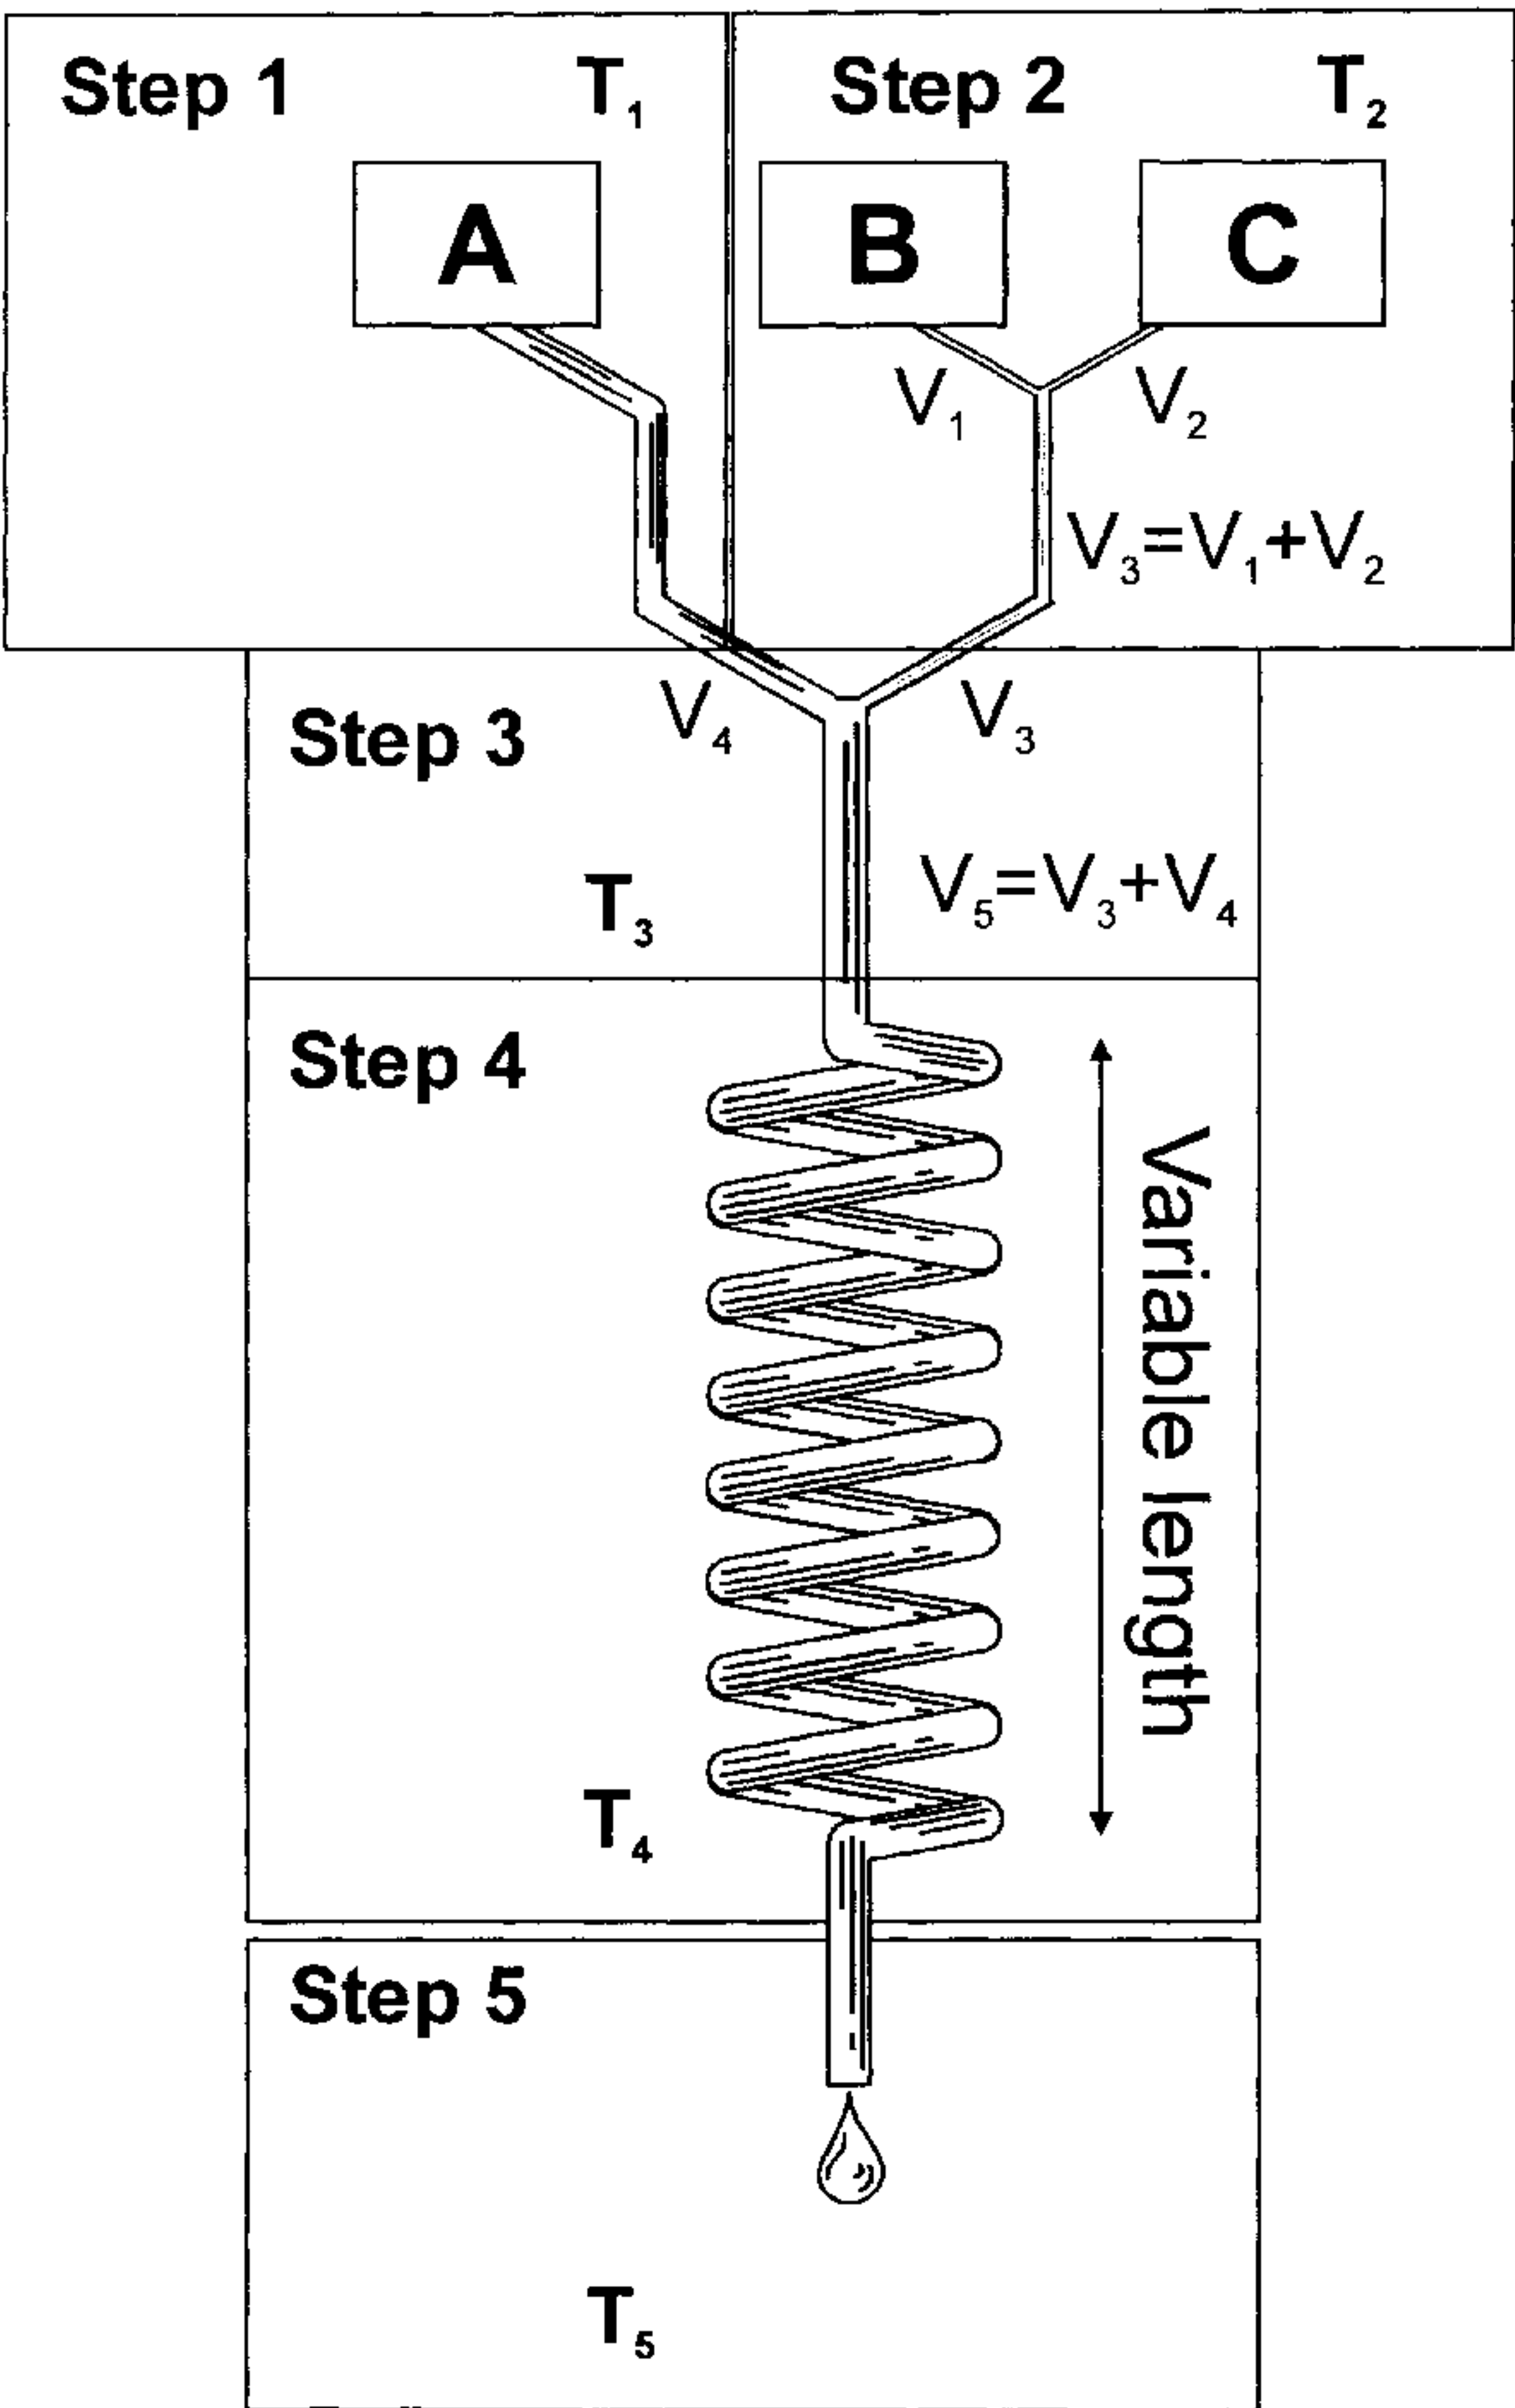 Step 1
T₁
Step 2
T₂
A
B
C
V₁
V₂
V₃=V₁+V₂
Step 3
V₄
V₃
T₃
V₅=V₃+V₄
Step 4
Variable length
T₄
Step 5
T₅